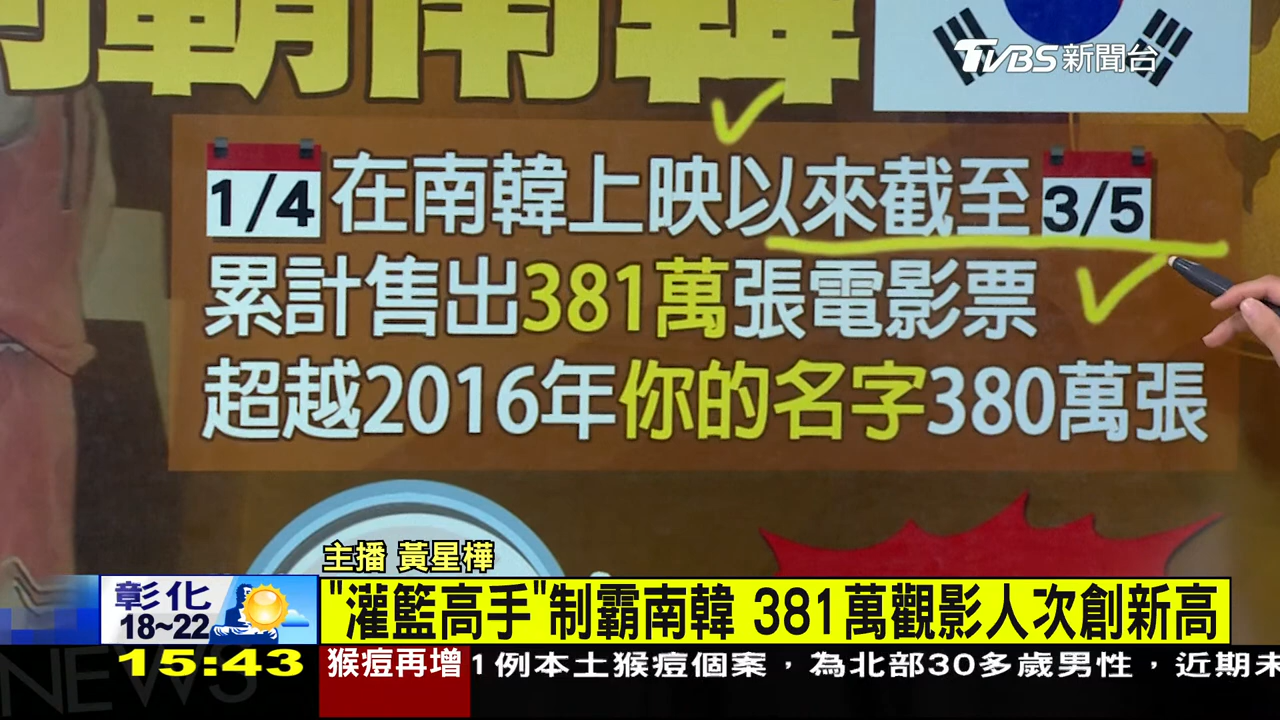 霸南韓
TVBS新聞台
1/4 在南韓上映以來截至 3/5
累計售出381萬張電影票
超越2016年你的名字380萬張
主播 黃星樺
彰化
18~22
"灌籃高手"制霸南韓 381萬觀影人次創新高
15:43
NEWS
猴痘再增
1例本土猴痘個案，為北部30多歲男性，近期未